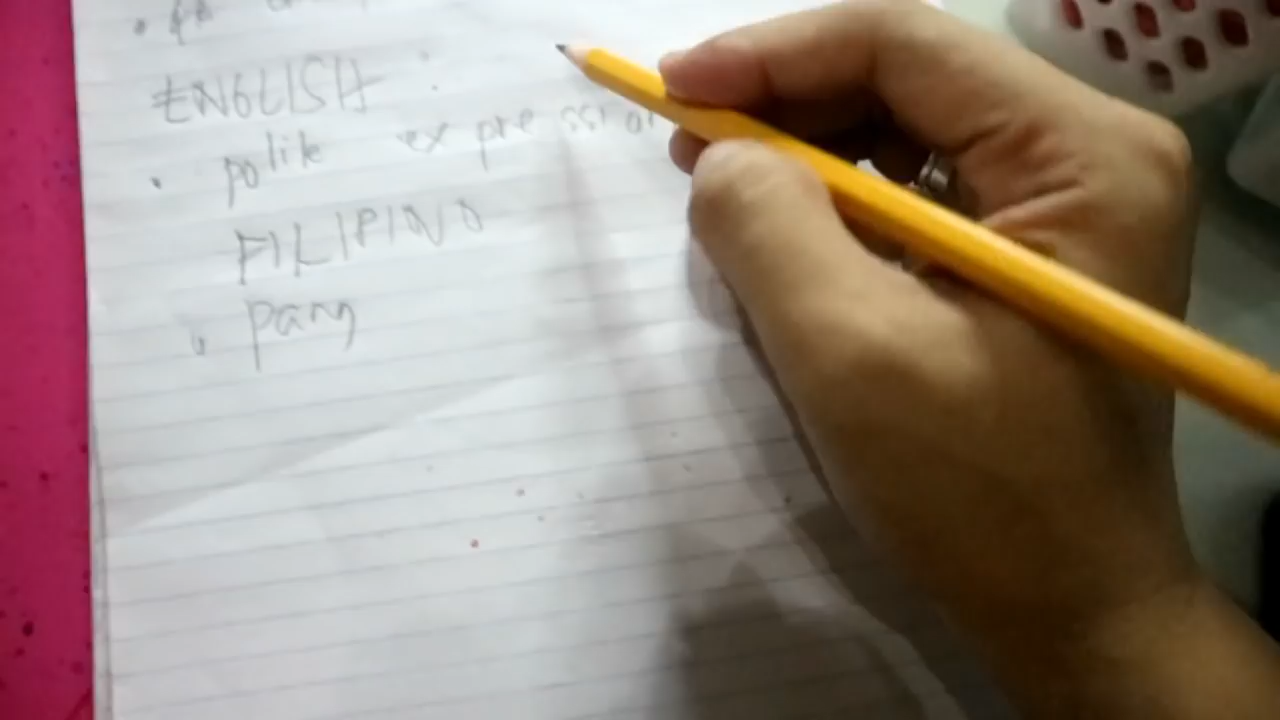 ENGLISH :
• polite expression
FILIPINO
• pang